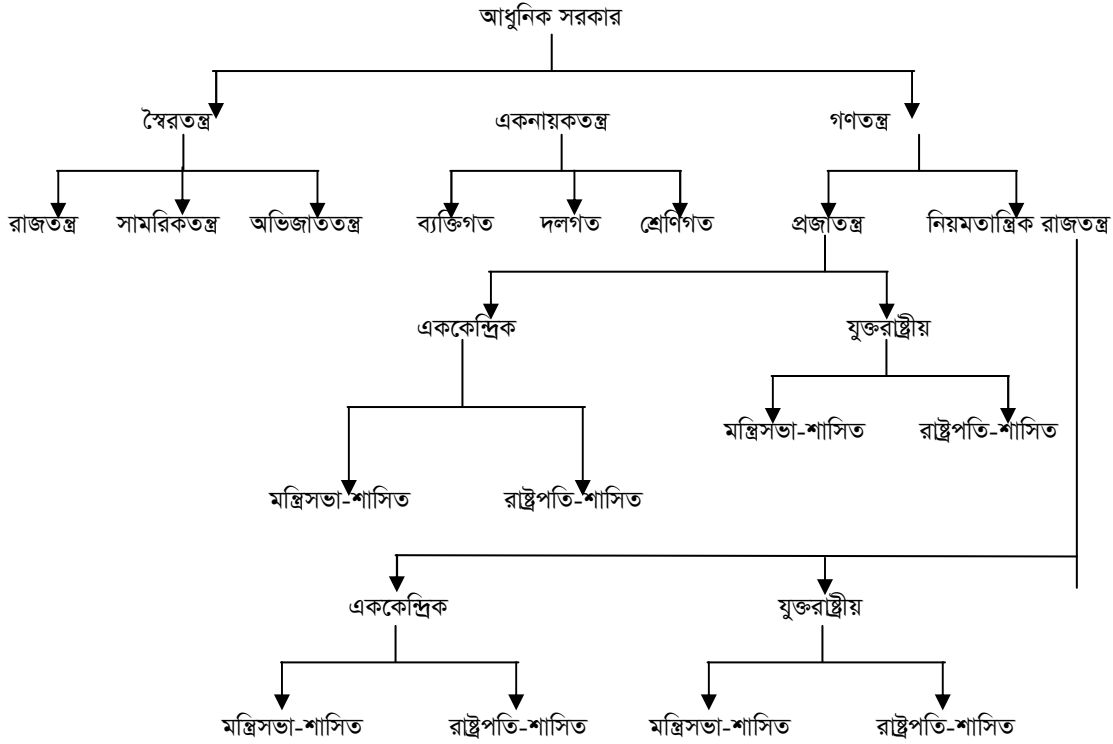 আধুনিক সরকার
স্বৈরতন্ত্র একনায়কতন্ত্র গণতন্ত্র
রাজতন্ত্র সামরিকতন্ত্র অভিজাততন্ত্র ব্যক্তিগত দলগত শ্রেণিগত প্রজাতন্ত্র নিয়মতান্ত্রিক রাজতন্ত্র
এককেন্দ্রিক যুক্তরাষ্ট্রীয়
মন্ত্রিসভা-শাসিত রাষ্ট্রপতি-শাসিত
মন্ত্রিসভা-শাসিত রাষ্ট্রপতি-শাসিত
এককেন্দ্রিক যুক্তরাষ্ট্রীয়
মন্ত্রিসভা-শাসিত রাষ্ট্রপতি-শাসিত মন্ত্রিসভা-শাসিত রাষ্ট্রপতি-শাসিত